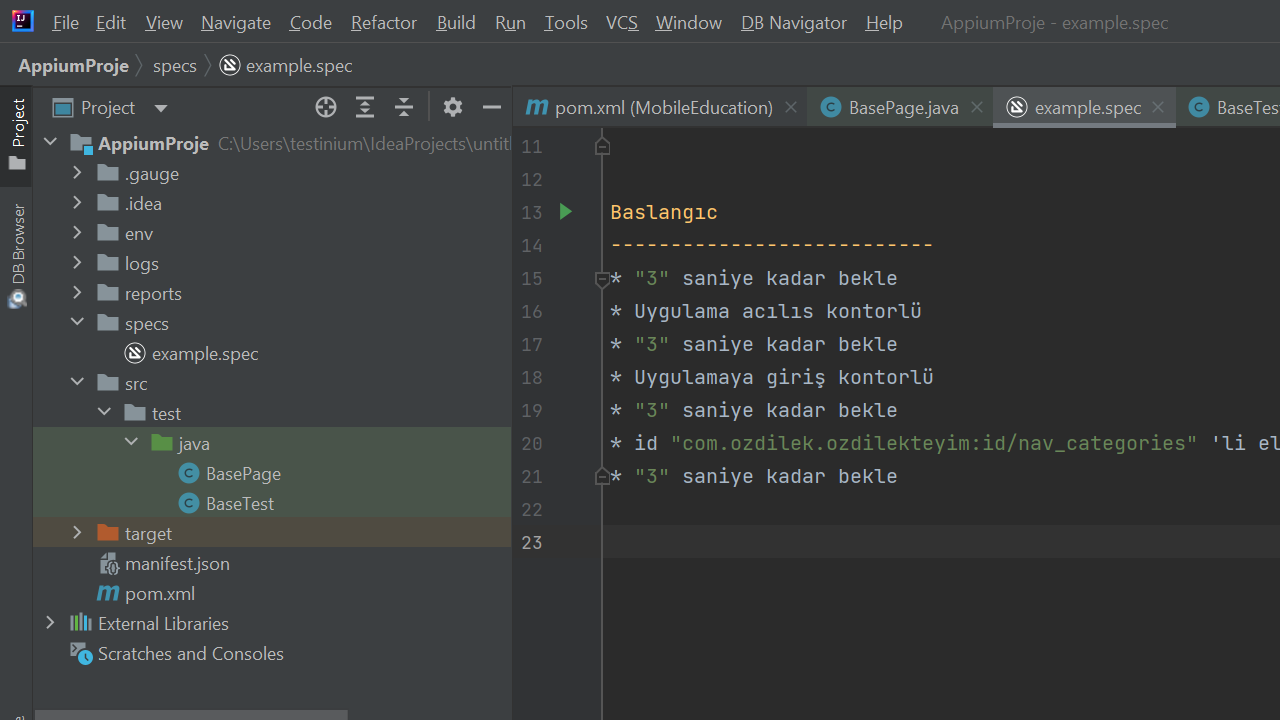 File Edit View Navigate Code Refactor Build Run Tools VCS Window DB Navigator Help AppiumProje - example.spec
AppiumProje specs example.spec
Project
DB Browser
Project
AppiumProje C:\Users\testinium\IdeaProjects\untitl
.gauge
.idea
env
logs
reports
specs
example.spec
src
test
java
BasePage
BaseTest
target
manifest.json
pom.xml
External Libraries
Scratches and Consoles
pom.xml (MobileEducation) BasePage.java example.spec BaseTes
11
12
13 Baslangıc
14 ---------------------------
15 * "3" saniye kadar bekle
16 * Uygulama acılıs kontorlü
17 * "3" saniye kadar bekle
18 * Uygulamaya giriş kontorlü
19 * "3" saniye kadar bekle
20 * id "com.ozdilek.ozdilekteyim:id/nav_categories" 'li el
21 * "3" saniye kadar bekle
22
23